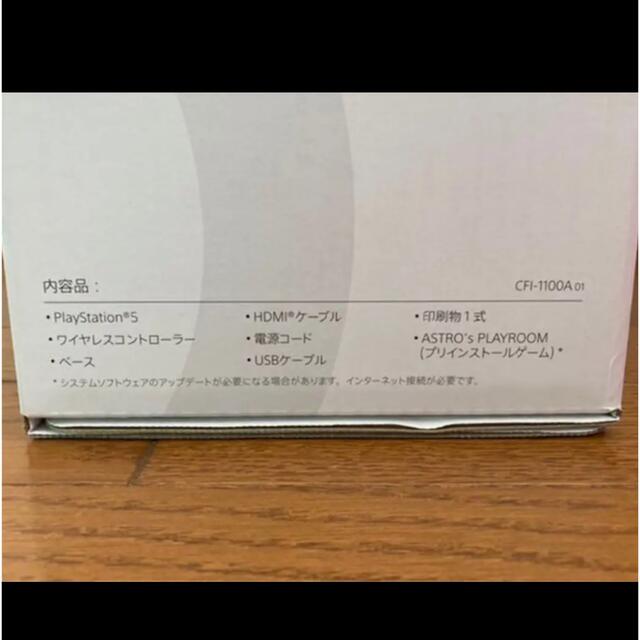 内容品：
CFI-1100A 01
• PlayStation®5
• ワイヤレスコントローラー
• ベース
• HDMI®ケーブル
• 電源コード
• USBケーブル
• 印刷物1式
• ASTRO's PLAYROOM
(プリインストールゲーム) *
* システムソフトウェアのアップデートが必要になる場合があります。インターネット接続が必要です。